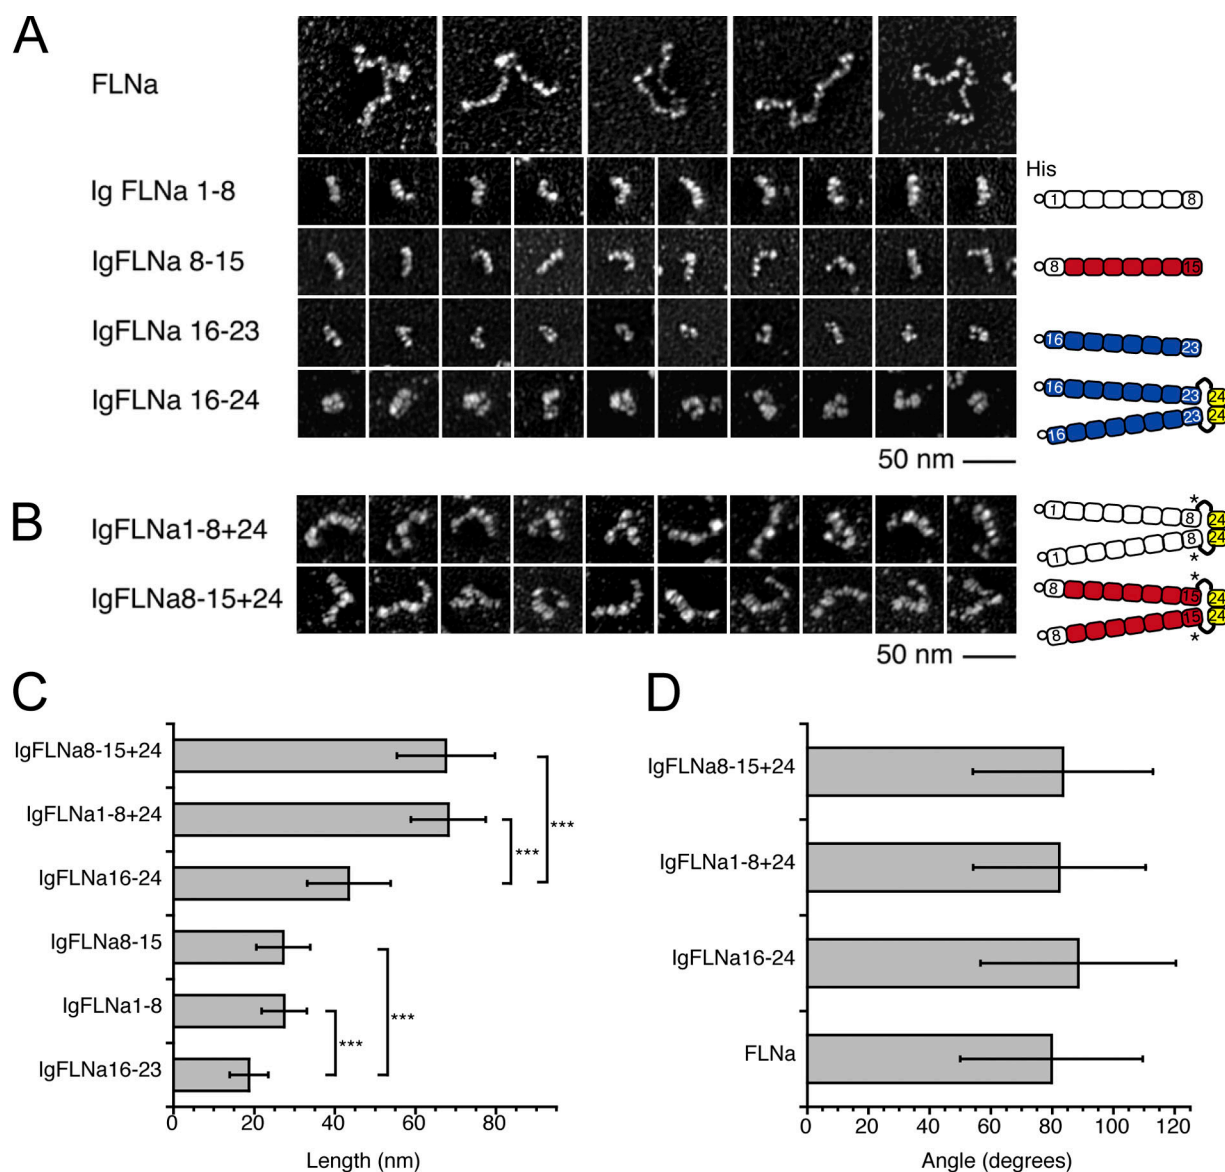 A
FLNa
Ig FLNa 1-8
His
1 8
IgFLNa 8-15
8 15
IgFLNa 16-23
16 23
IgFLNa 16-24
16 23 24
16 23 24
50 nm
B
IgFLNa1-8+24
*
1 8 24
1 8 24
*
IgFLNa8-15+24
*
8 15 24
8 15 24
*
50 nm
C
IgFLNa8-15+24
IgFLNa1-8+24
IgFLNa16-24
IgFLNa8-15
IgFLNa1-8
IgFLNa16-23
***
***
***
***
0 20 40 60 80
Length (nm)
D
IgFLNa8-15+24
IgFLNa1-8+24
IgFLNa16-24
FLNa
0 20 40 60 80 100 120
Angle (degrees)